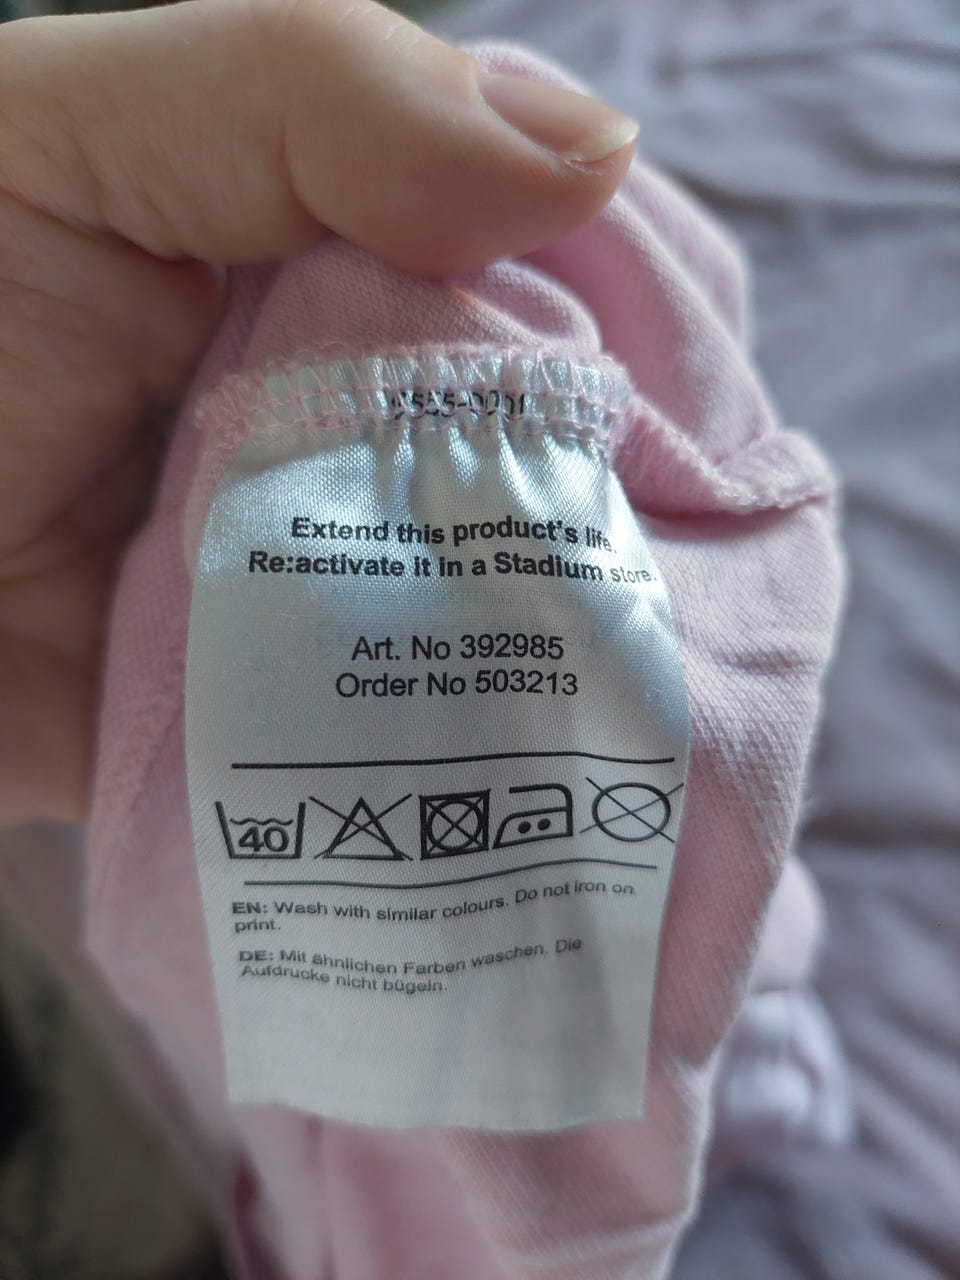 Extend this product's life.
Re:activate it in a Stadium store.
Art. No 392985
Order No 503213
40
EN: Wash with similar colours. Do not iron on
print.
DE: Mit ähnlichen Farben waschen. Die
Aufdrucke nicht bügeln.